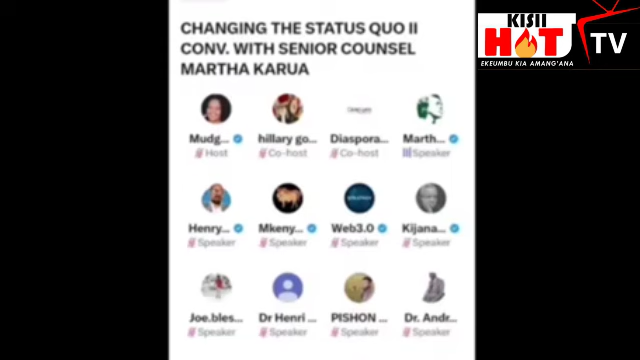 CHANGING THE STATUS QUO II
CONV. WITH SENIOR COUNSEL
MARTHA KARUA
KISII
HOT TV
EKEUMBU KIA AMANG'ANA
Mudg... hillary go... Diaspora... Marth...
Host Co-host Co-host Speaker
Henry... Mkeny... Web3.0 Kijana...
Speaker Speaker Speaker Speaker
Joe.bles... Dr Henri ... PISHON ... Dr. Andr...
Speaker Speaker Speaker Speaker